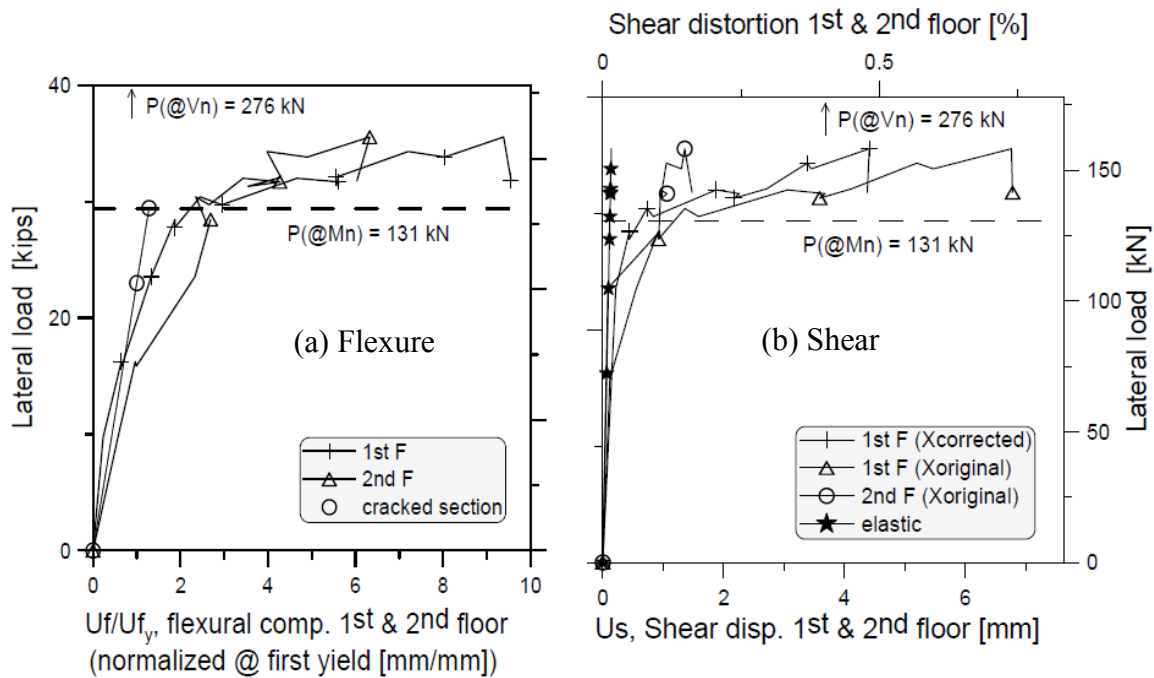 40
20
0
Lateral load [kips]
↑ P(@Vn) = 276 kN
P(@Mn) = 131 kN
(a) Flexure
1st F
2nd F
cracked section
0 2 4 6 8 10
Uf/Ufy, flexural comp. 1st & 2nd floor
(normalized @ first yield [mm/mm])
Shear distortion 1st & 2nd floor [%]
0 0.5
↑ P(@Vn) = 276 kN
P(@Mn) = 131 kN
(b) Shear
1st F (Xcorrected)
1st F (Xoriginal)
2nd F (Xoriginal)
elastic
150
100
50
0
Lateral load [kN]
0 2 4 6
Us, Shear disp. 1st & 2nd floor [mm]